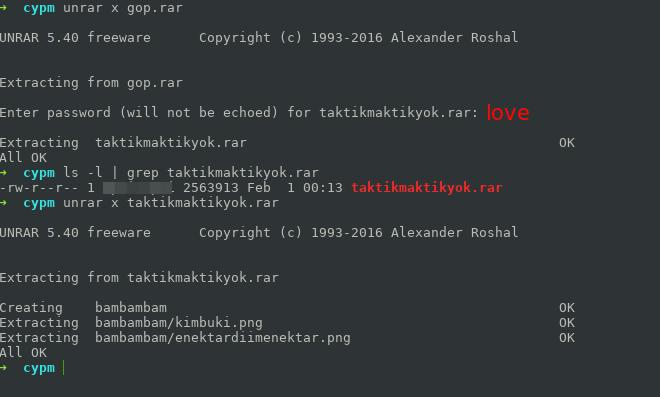 → cypm unrar x gop.rar
UNRAR 5.40 freeware      Copyright (c) 1993-2016 Alexander Roshal
Extracting from gop.rar
Enter password (will not be echoed) for taktikmaktikyok.rar: love
Extracting  taktikmaktikyok.rar                                       OK
All OK
→ cypm ls -l | grep taktikmaktikyok.rar
-rw-r--r-- 1 2563913 Feb  1 00:13 taktikmaktikyok.rar
→ cypm unrar x taktikmaktikyok.rar
UNRAR 5.40 freeware      Copyright (c) 1993-2016 Alexander Roshal
Extracting from taktikmaktikyok.rar
Creating    bambambam                                                 OK
Extracting  bambambam/kimbuki.png                                     OK
Extracting  bambambam/enektardiimenektar.png                          OK
All OK
→ cypm